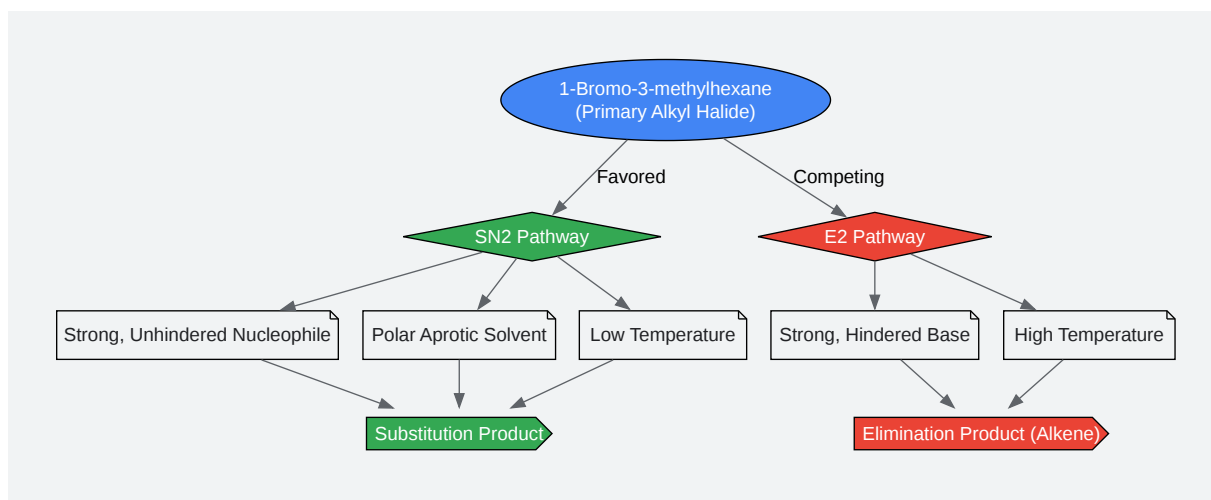 1-Bromo-3-methylhexane
(Primary Alkyl Halide)
Favored
Competing
SN2 Pathway
E2 Pathway
Strong, Unhindered Nucleophile
Polar Aprotic Solvent
Low Temperature
Strong, Hindered Base
High Temperature
Substitution Product
Elimination Product (Alkene)